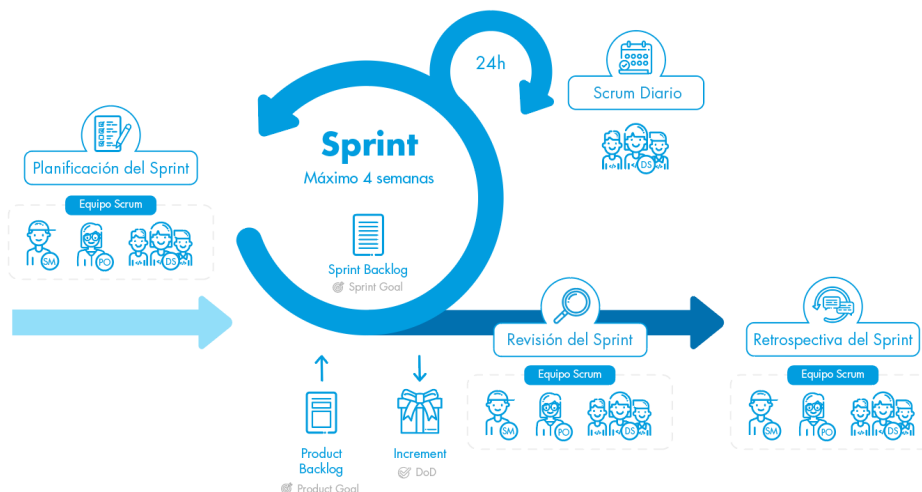 24h
Scrum Diario
DS
Sprint
Máximo 4 semanas
Planificación del Sprint
Equipo Scrum
SM
PO
DS
Sprint Backlog
Sprint Goal
Revisión del Sprint
Equipo Scrum
SM
PO
DS
Retrospectiva del Sprint
Equipo Scrum
SM
PO
DS
Product
Backlog
Product Goal
Increment
DoD